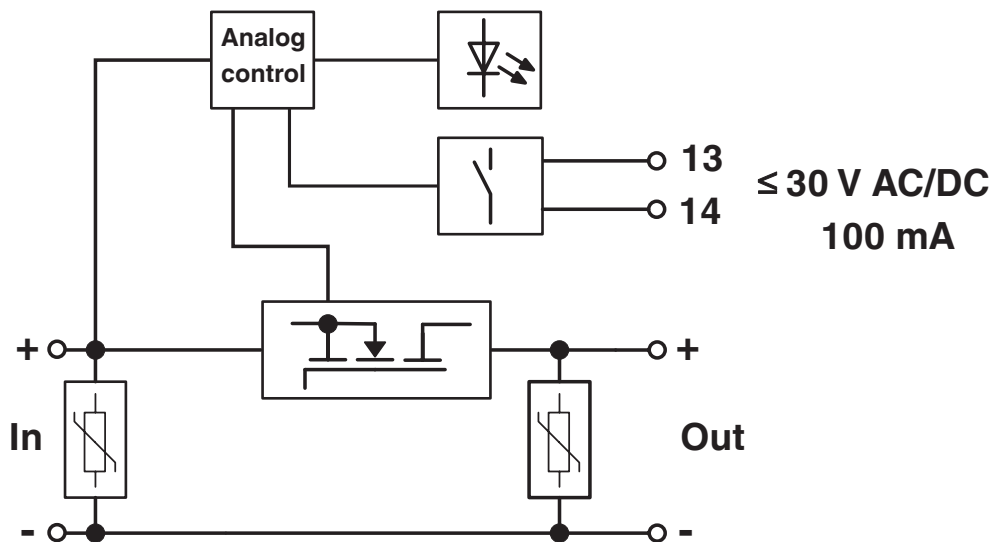 Analog
control
13
14
≤ 30 V AC/DC
100 mA
+
+
In
Out
-
-